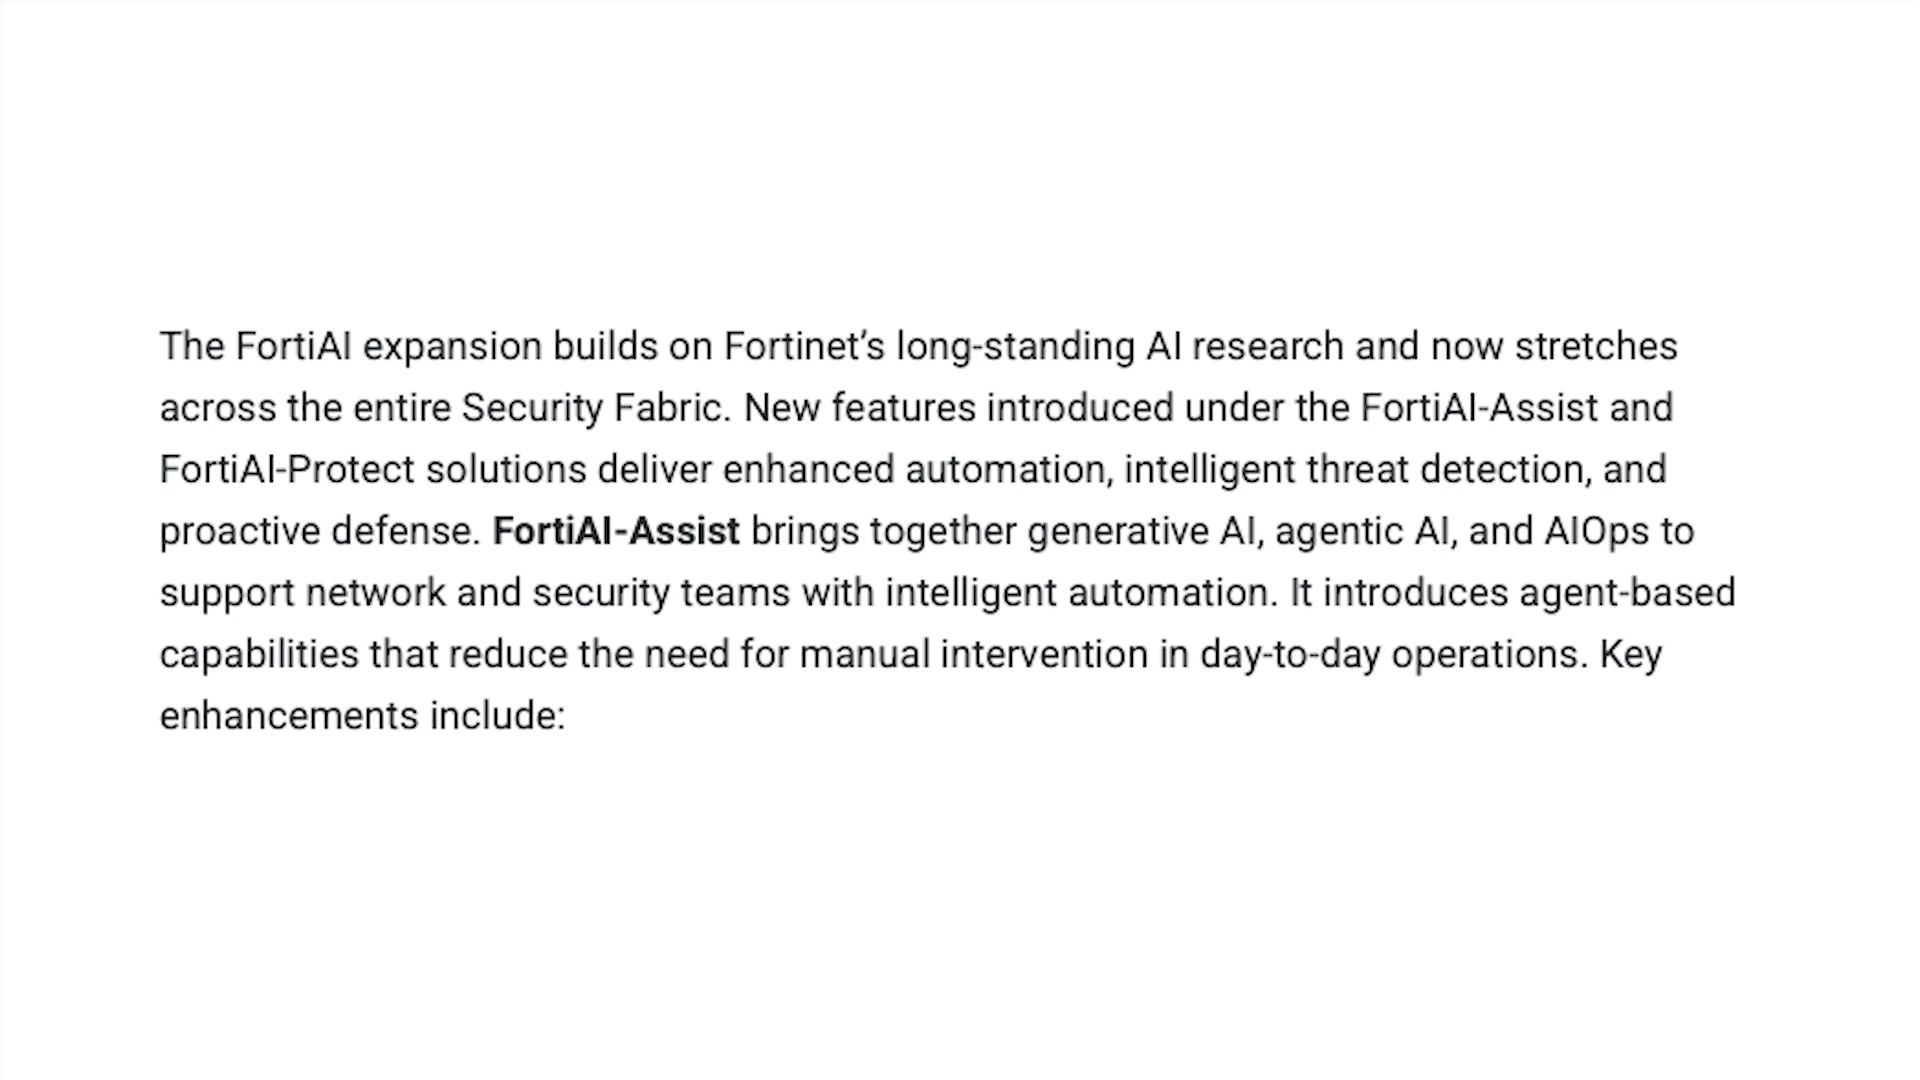 The FortiAI expansion builds on Fortinet’s long-standing AI research and now stretches
across the entire Security Fabric. New features introduced under the FortiAI-Assist and
FortiAI-Protect solutions deliver enhanced automation, intelligent threat detection, and
proactive defense. FortiAI-Assist brings together generative AI, agentic AI, and AIOps to
support network and security teams with intelligent automation. It introduces agent-based
capabilities that reduce the need for manual intervention in day-to-day operations. Key
enhancements include: